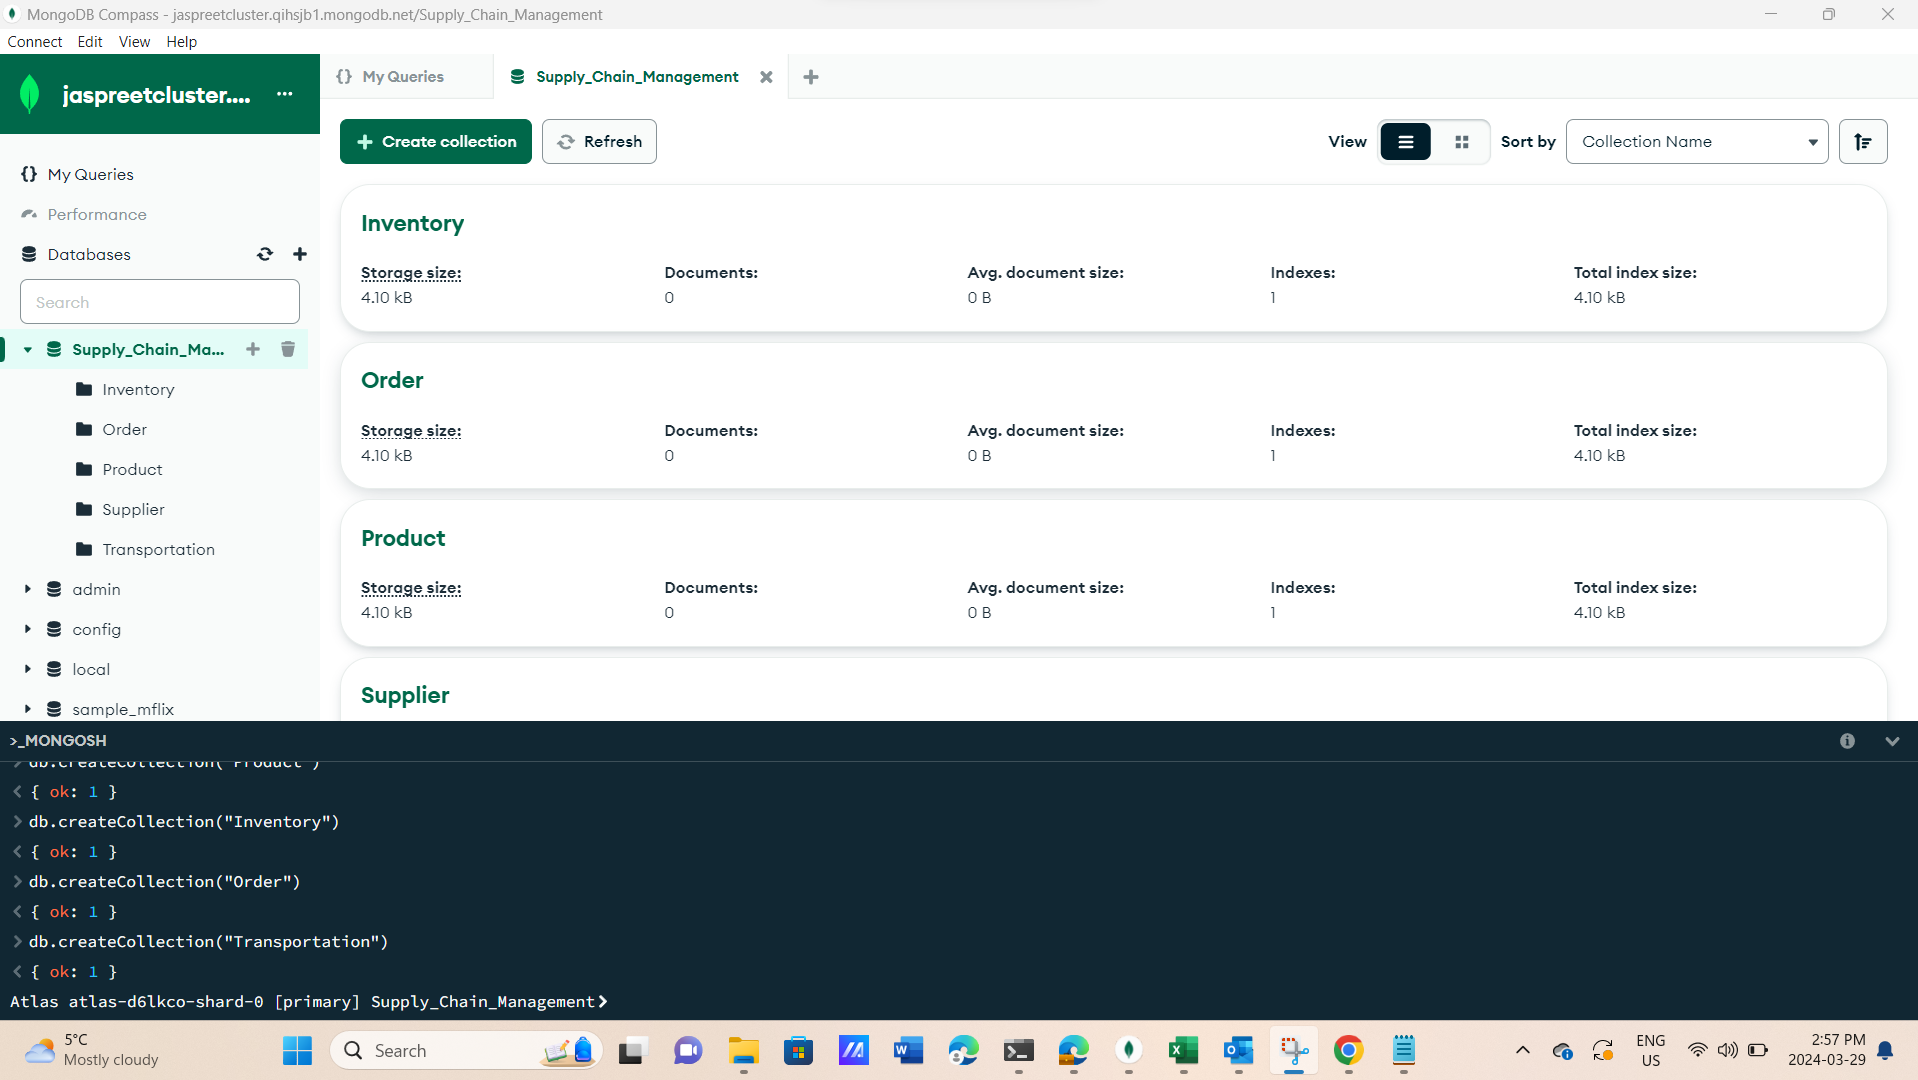 MongoDB Compass - jaspreetcluster.qihsjb1.mongodb.net/Supply_Chain_Management
Connect Edit View Help
jaspreetcluster.... ...
My Queries
Supply_Chain_Management
Create collection
Refresh
View
Sort by
Collection Name
{} My Queries
Performance
Databases
Search
Supply_Chain_Ma...
Inventory
Order
Product
Supplier
Transportation
admin
config
local
sample_mflix
Inventory
Storage size: Documents: Avg. document size: Indexes: Total index size:
4.10 kB 0 0 B 1 4.10 kB
Order
Storage size: Documents: Avg. document size: Indexes: Total index size:
4.10 kB 0 0 B 1 4.10 kB
Product
Storage size: Documents: Avg. document size: Indexes: Total index size:
4.10 kB 0 0 B 1 4.10 kB
Supplier
>_MONGOSH
> db.createCollection("Product")
< { ok: 1 }
> db.createCollection("Inventory")
< { ok: 1 }
> db.createCollection("Order")
< { ok: 1 }
> db.createCollection("Transportation")
< { ok: 1 }
Atlas atlas-d6lkco-shard-0 [primary] Supply_Chain_Management>
5°C
Mostly cloudy
Search
ENG
US
2:57 PM
2024-03-29